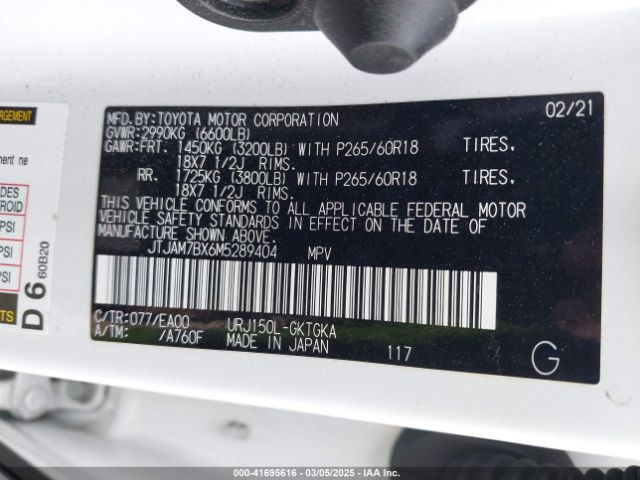 MFD.BY:TOYOTA MOTOR CORPORATION 02/21
GVWR:2990KG (6600LB)
GAWR:FRT. 1450KG (3200LB) WITH P265/60R18 TIRES.
18X7 1/2J RIMS.
RR. 1725KG (3800LB) WITH P265/60R18 TIRES.
18X7 1/2J RIMS.
THIS VEHICLE CONFORMS TO ALL APPLICABLE FEDERAL MOTOR
VEHICLE SAFETY STANDARDS IN EFFECT ON THE DATE OF
MANUFACTURE SHOWN ABOVE.
JTJAM7BX6M5289404 MPV
C/TR:077/EA00 URJ150L-GKTGKA
A/TM: /A760F MADE IN JAPAN 117 G
ement ne
PSI
PSI
PSI
D 6 60B20
00-41695616 - 03/05/2025 - IAA Inc.